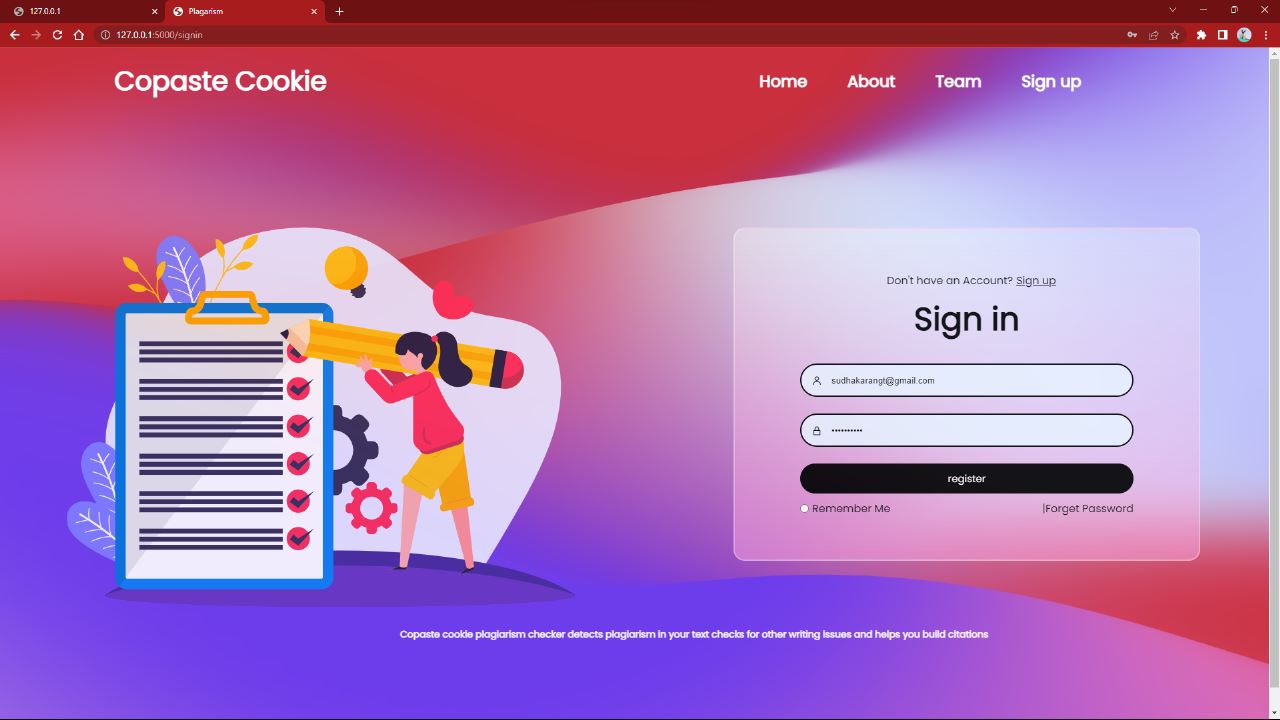 127.0.0.1
Plagarism
127.0.0.1:5000/signin
Copaste Cookie
Home
About
Team
Sign up
Don't have an Account? Sign up
Sign in
sudhakarangt@gmail.com
••••••••••
register
Remember Me
|Forget Password
Copaste cookie plagiarism checker detects plagiarism in your text checks for other writing issues and helps you build citations